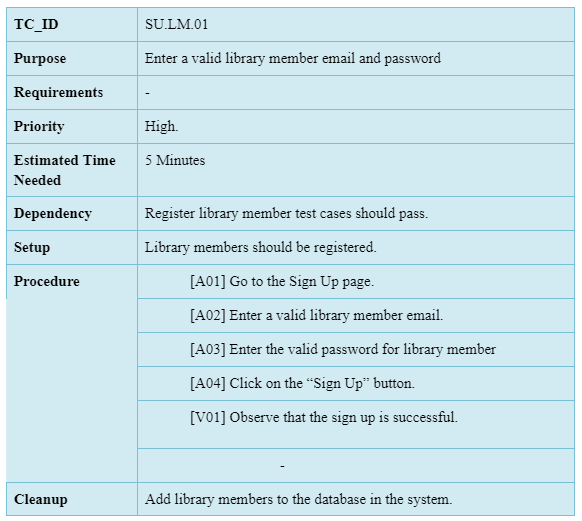 TC_ID
SU.LM.01
Purpose
Enter a valid library member email and password
Requirements
-
Priority
High.
Estimated Time
Needed
5 Minutes
Dependency
Register library member test cases should pass.
Setup
Library members should be registered.
Procedure
[A01] Go to the Sign Up page.
[A02] Enter a valid library member email.
[A03] Enter the valid password for library member
[A04] Click on the “Sign Up” button.
[V01] Observe that the sign up is successful.
-
Cleanup
Add library members to the database in the system.